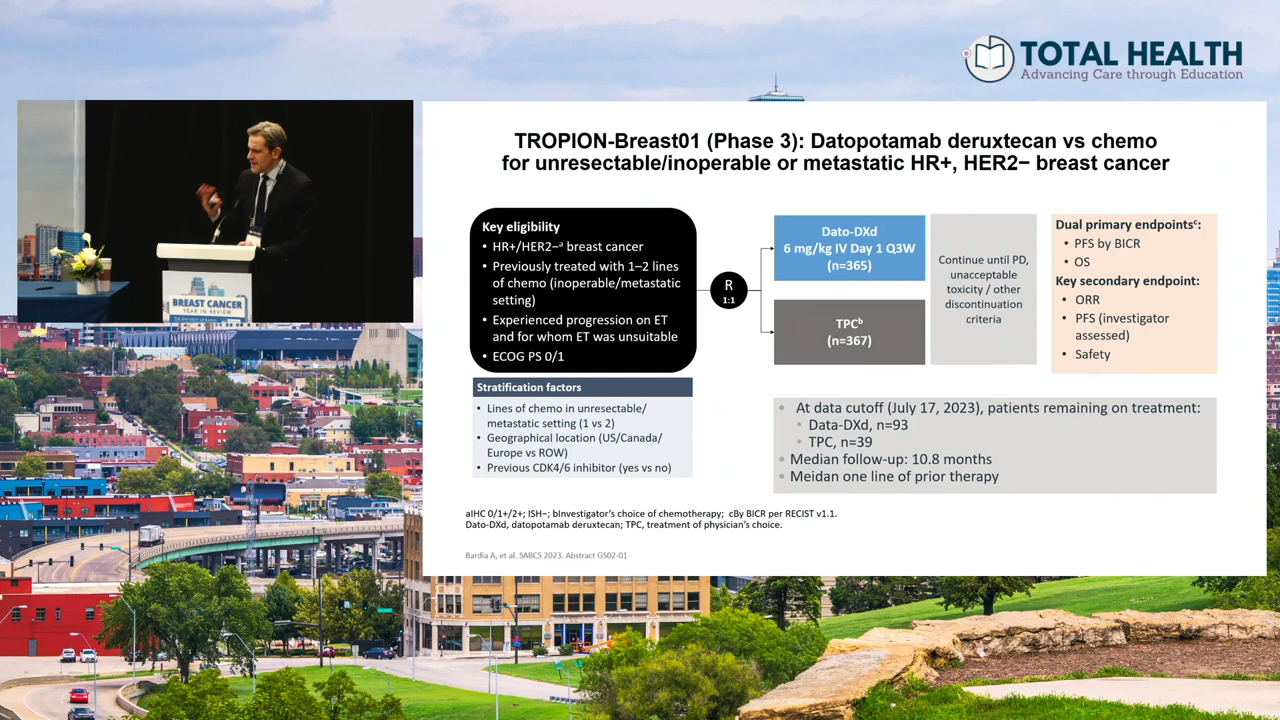 TOTAL HEALTH
Advancing Care through Education
TROPION-Breast01 (Phase 3): Datopotamab deruxtecan vs chemo
for unresectable/inoperable or metastatic HR+, HER2− breast cancer
Key eligibility
• HR+/HER2−ᵃ breast cancer
• Previously treated with 1–2 lines
of chemo (inoperable/metastatic
setting)
• Experienced progression on ET
and for whom ET was unsuitable
• ECOG PS 0/1
Stratification factors
• Lines of chemo in unresectable/
metastatic setting (1 vs 2)
• Geographical location (US/Canada/
Europe vs ROW)
• Previous CDK4/6 inhibitor (yes vs no)
R
1:1
Dato-DXd
6 mg/kg IV Day 1 Q3W
(n=365)
TPCᵇ
(n=367)
Continue until PD,
unacceptable
toxicity / other
discontinuation
criteria
Dual primary endpointsᶜ:
• PFS by BICR
• OS
Key secondary endpoint:
• ORR
• PFS (investigator
assessed)
• Safety
• At data cutoff (July 17, 2023), patients remaining on treatment:
• Data-DXd, n=93
• TPC, n=39
• Median follow-up: 10.8 months
• Meidan one line of prior therapy
aIHC 0/1+/2+; ISH−; bInvestigator's choice of chemotherapy; cBy BICR per RECIST v1.1.
Dato-DXd, datopotamab deruxtecan; TPC, treatment of physician's choice.
Bardia A, et al. SABCS 2023. Abstract GS02-01
BREAST CANCER
YEAR IN REVIEW